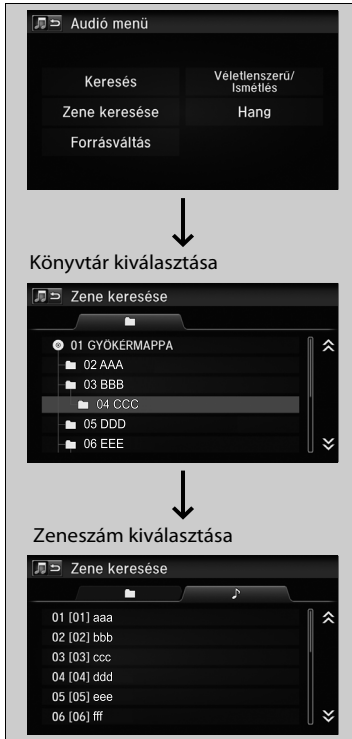 Audió menü
Keresés
Véletlenszerű/
Ismétlés
Zene keresése
Hang
Forrásváltás
Könyvtár kiválasztása
Zene keresése
01 GYÖKÉRMAPPA
02 AAA
03 BBB
04 CCC
05 DDD
06 EEE
Zeneszám kiválasztása
Zene keresése
01 [01] aaa
02 [02] bbb
03 [03] ccc
04 [04] ddd
05 [05] eee
06 [06] fff